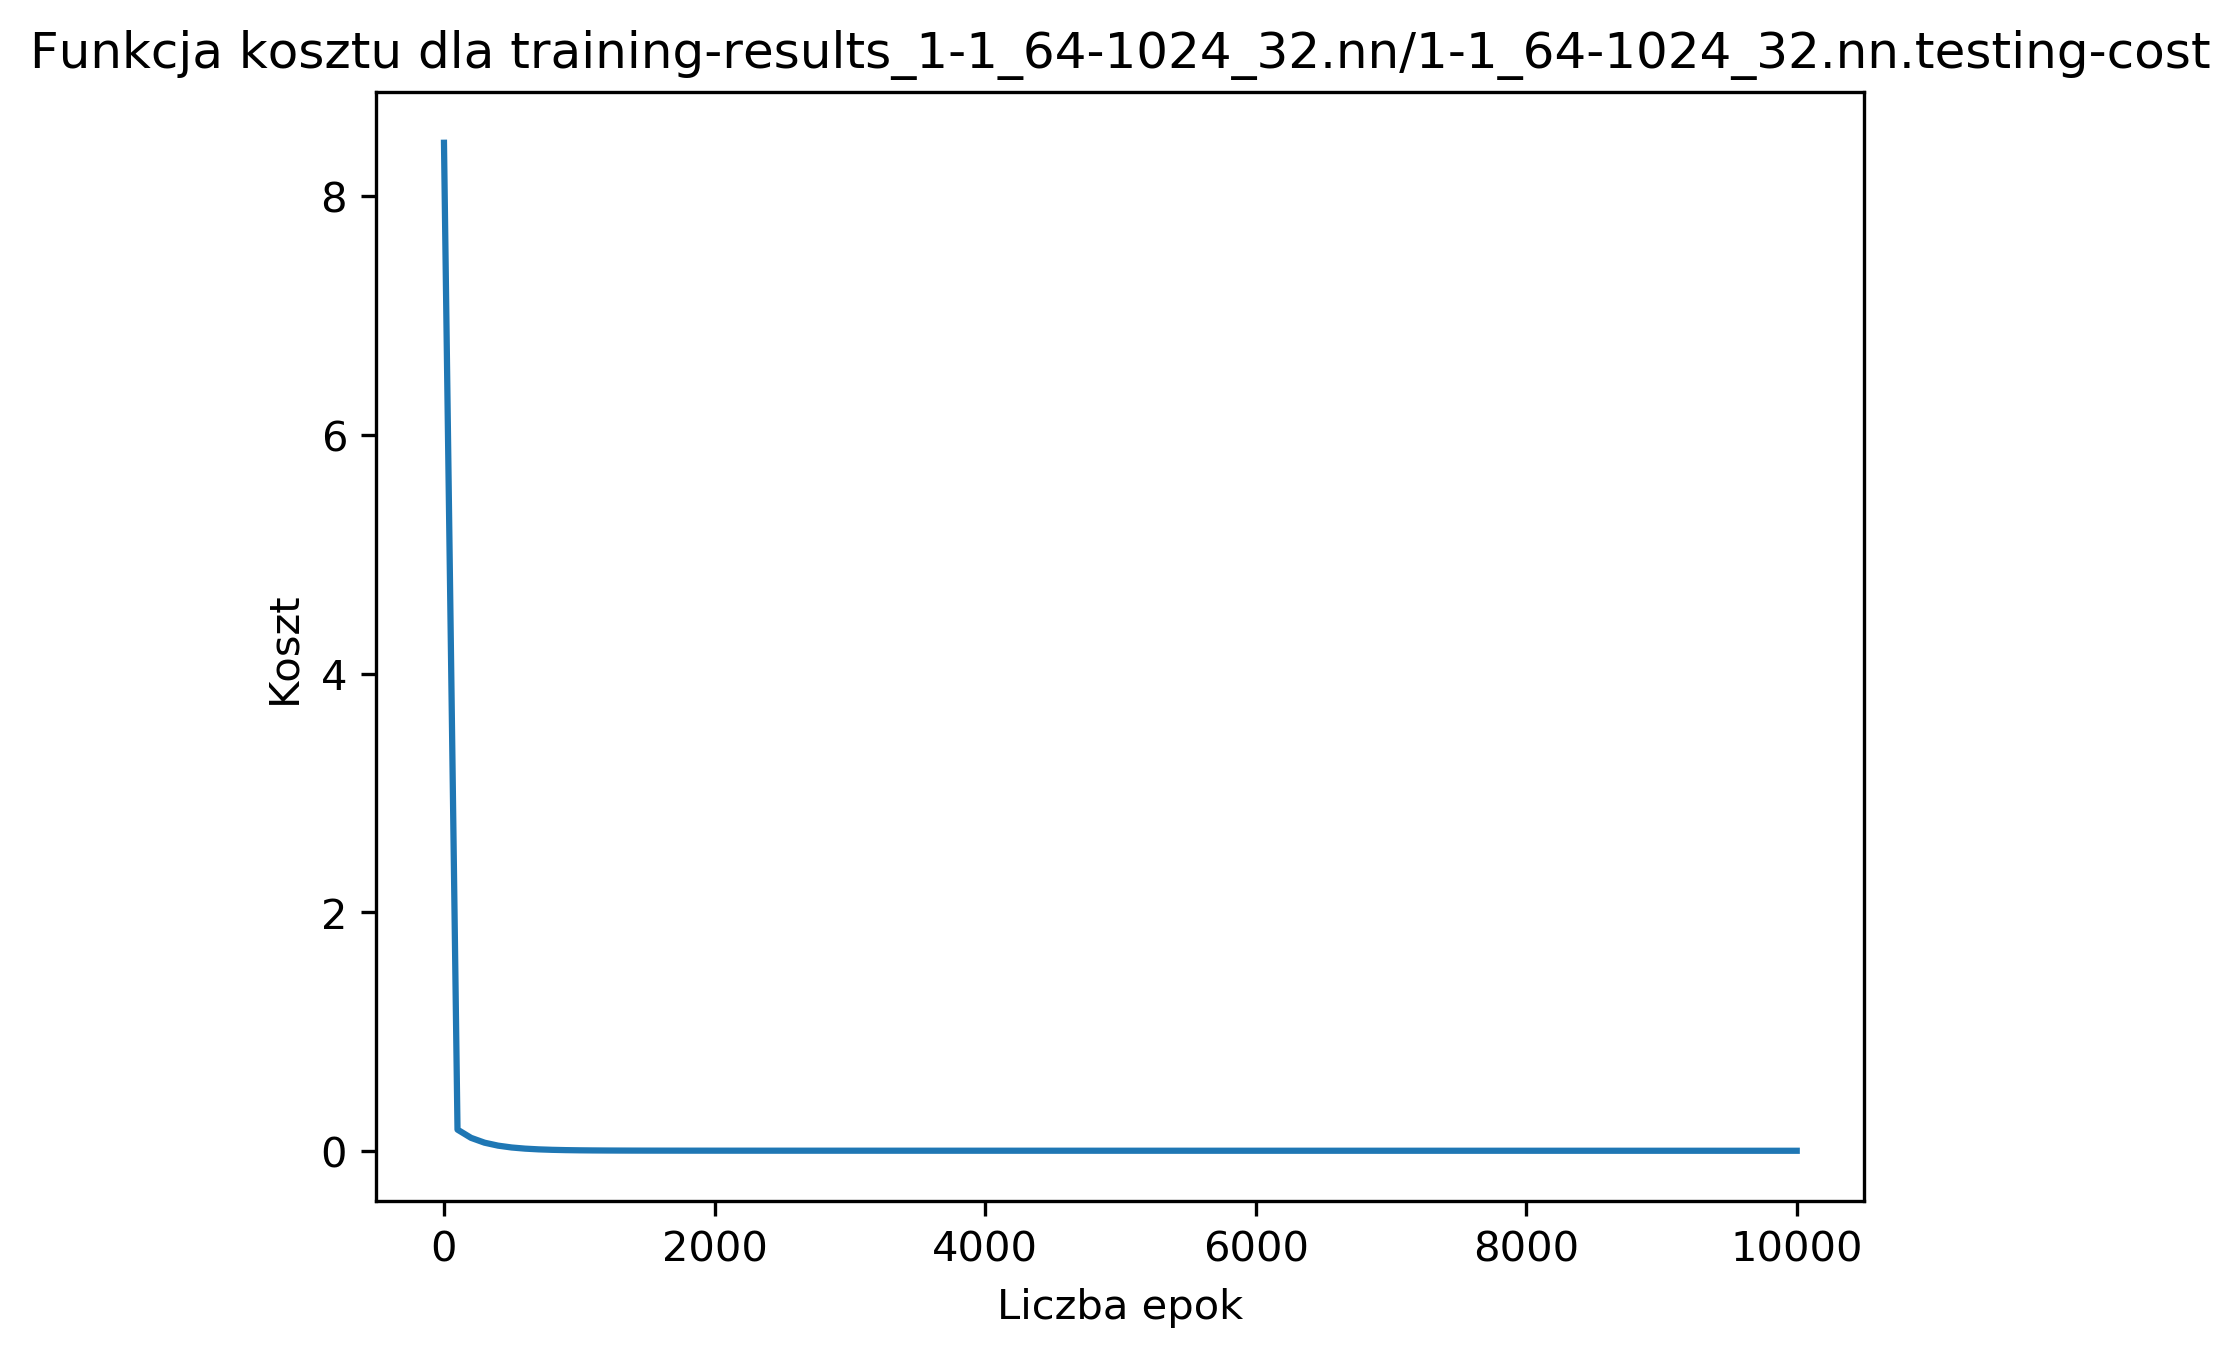 Funkcja kosztu dla training-results_1-1_64-1024_32.nn/1-1_64-1024_32.nn.testing-cost
8
6
4
2
0
Koszt
0 2000 4000 6000 8000 10000
Liczba epok